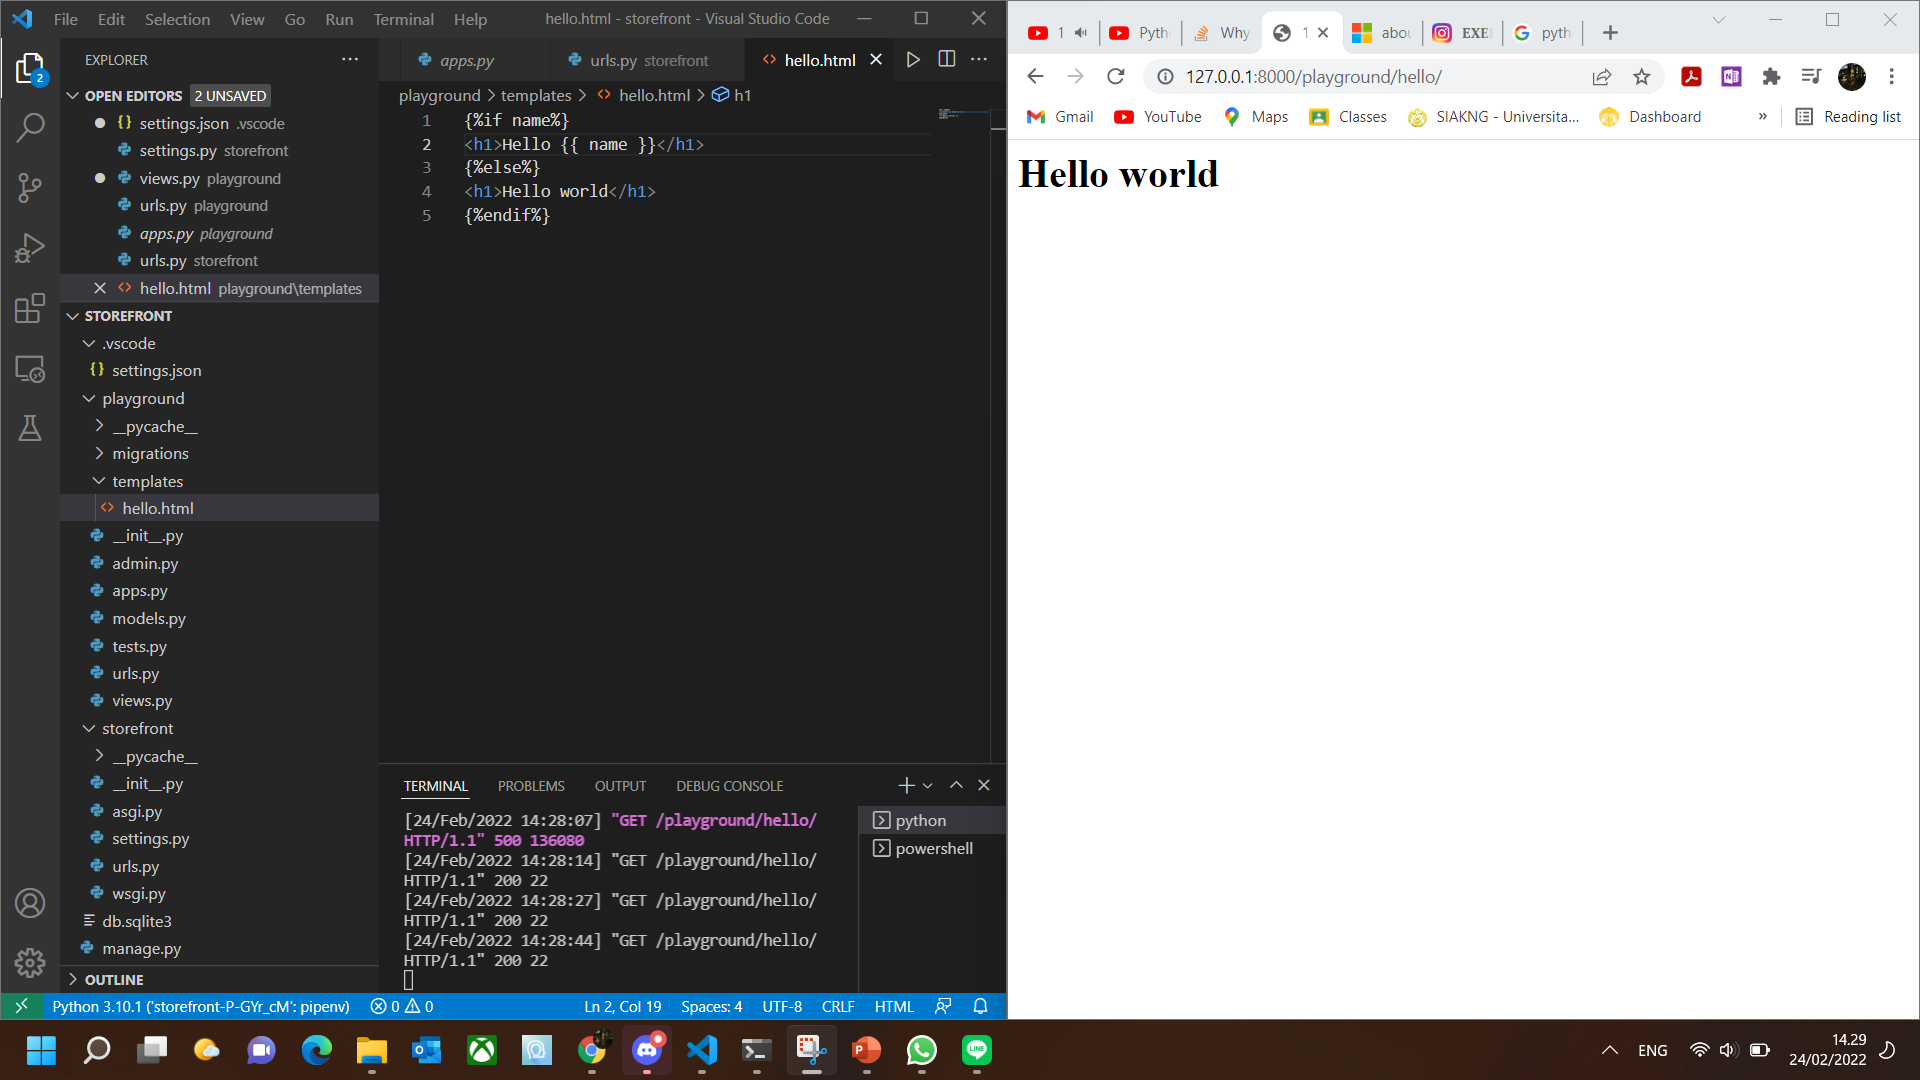 File Edit Selection View Go Run Terminal Help hello.html - storefront - Visual Studio Code
EXPLORER
OPEN EDITORS 2 UNSAVED
settings.json .vscode
settings.py storefront
views.py playground
urls.py playground
apps.py playground
urls.py storefront
hello.html playground\templates
STOREFRONT
.vscode
settings.json
playground
__pycache__
migrations
templates
hello.html
__init__.py
admin.py
apps.py
models.py
tests.py
urls.py
views.py
storefront
__pycache__
__init__.py
asgi.py
settings.py
urls.py
wsgi.py
db.sqlite3
manage.py
OUTLINE
2
apps.py urls.py storefront hello.html
playground > templates > hello.html > h1
1 {%if name%}
2 <h1>Hello {{ name }}</h1>
3 {%else%}
4 <h1>Hello world</h1>
5 {%endif%}
TERMINAL PROBLEMS OUTPUT DEBUG CONSOLE
[24/Feb/2022 14:28:07] "GET /playground/hello/
HTTP/1.1" 500 136080
[24/Feb/2022 14:28:14] "GET /playground/hello/
HTTP/1.1" 200 22
[24/Feb/2022 14:28:27] "GET /playground/hello/
HTTP/1.1" 200 22
[24/Feb/2022 14:28:44] "GET /playground/hello/
HTTP/1.1" 200 22
python
powershell
Python 3.10.1 ('storefront-P-GYr_cM': pipenv) 0 0 Ln 2, Col 19 Spaces: 4 UTF-8 CRLF HTML
1 Pyth Why 1 abou EXE pyth
127.0.0.1:8000/playground/hello/
Gmail YouTube Maps Classes SIAKNG - Universita... Dashboard » Reading list
Hello world
ENG
14.29
24/02/2022